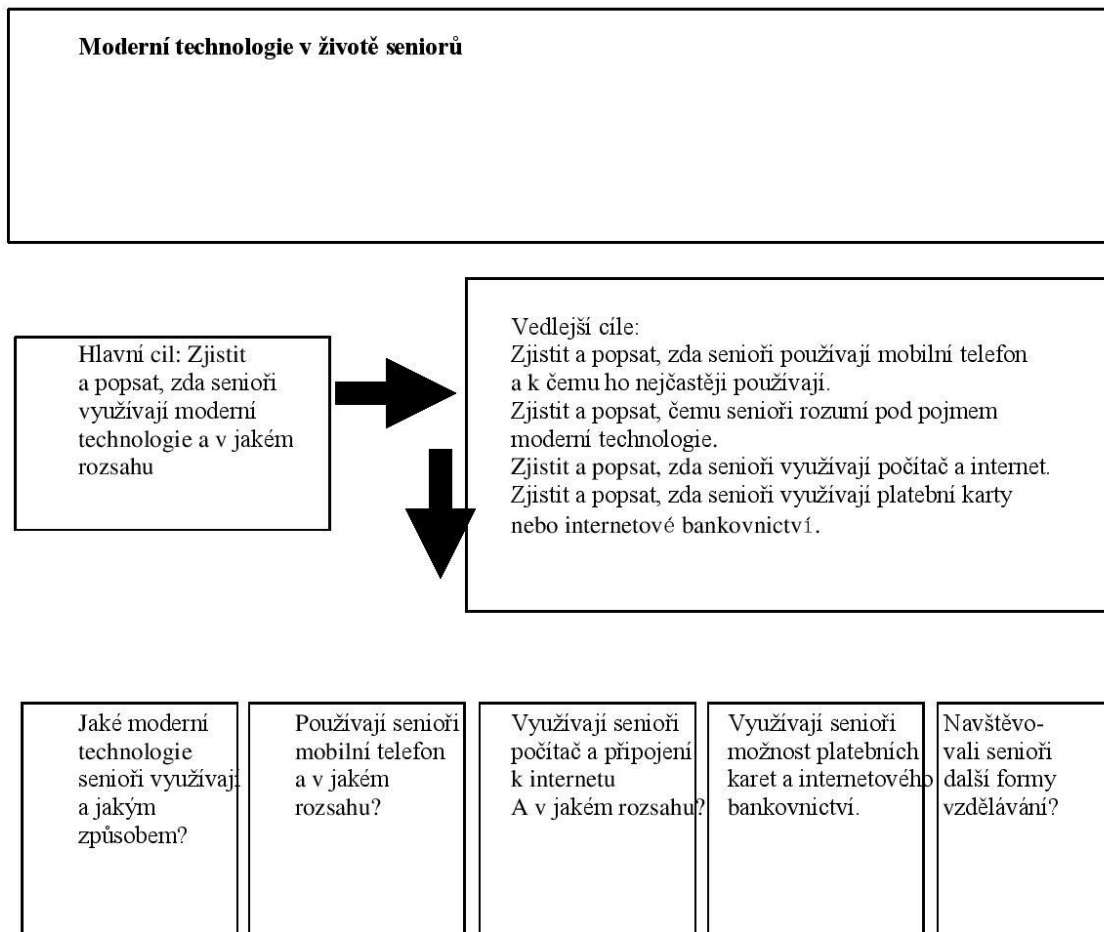 Moderní technologie v životě seniorů
Hlavní cil: Zjistit
a popsat, zda senioři
využívají moderní
technologie a v jakém
rozsahu
Vedlejší cíle:
Zjistit a popsat, zda senioři používají mobilní telefon
a k čemu ho nejčastěji používají.
Zjistit a popsat, čemu senioři rozumí pod pojmem
moderní technologie.
Zjistit a popsat, zda senioři využívají počítač a internet.
Zjistit a popsat, zda senioři využívají platební karty
nebo internetové bankovnictví.
Jaké moderní
technologie
senioři využívají
a jakým
způsobem?
Používají senioři
mobilní telefon
a v jakém
rozsahu?
Využívají senioři
počítač a připojení
k internetu
A v jakém rozsahu?
Využívají senioři
možnost platebních
karet a internetového
bankovnictví.
Navštěvo-
vali senioři
další formy
vzdělávání?